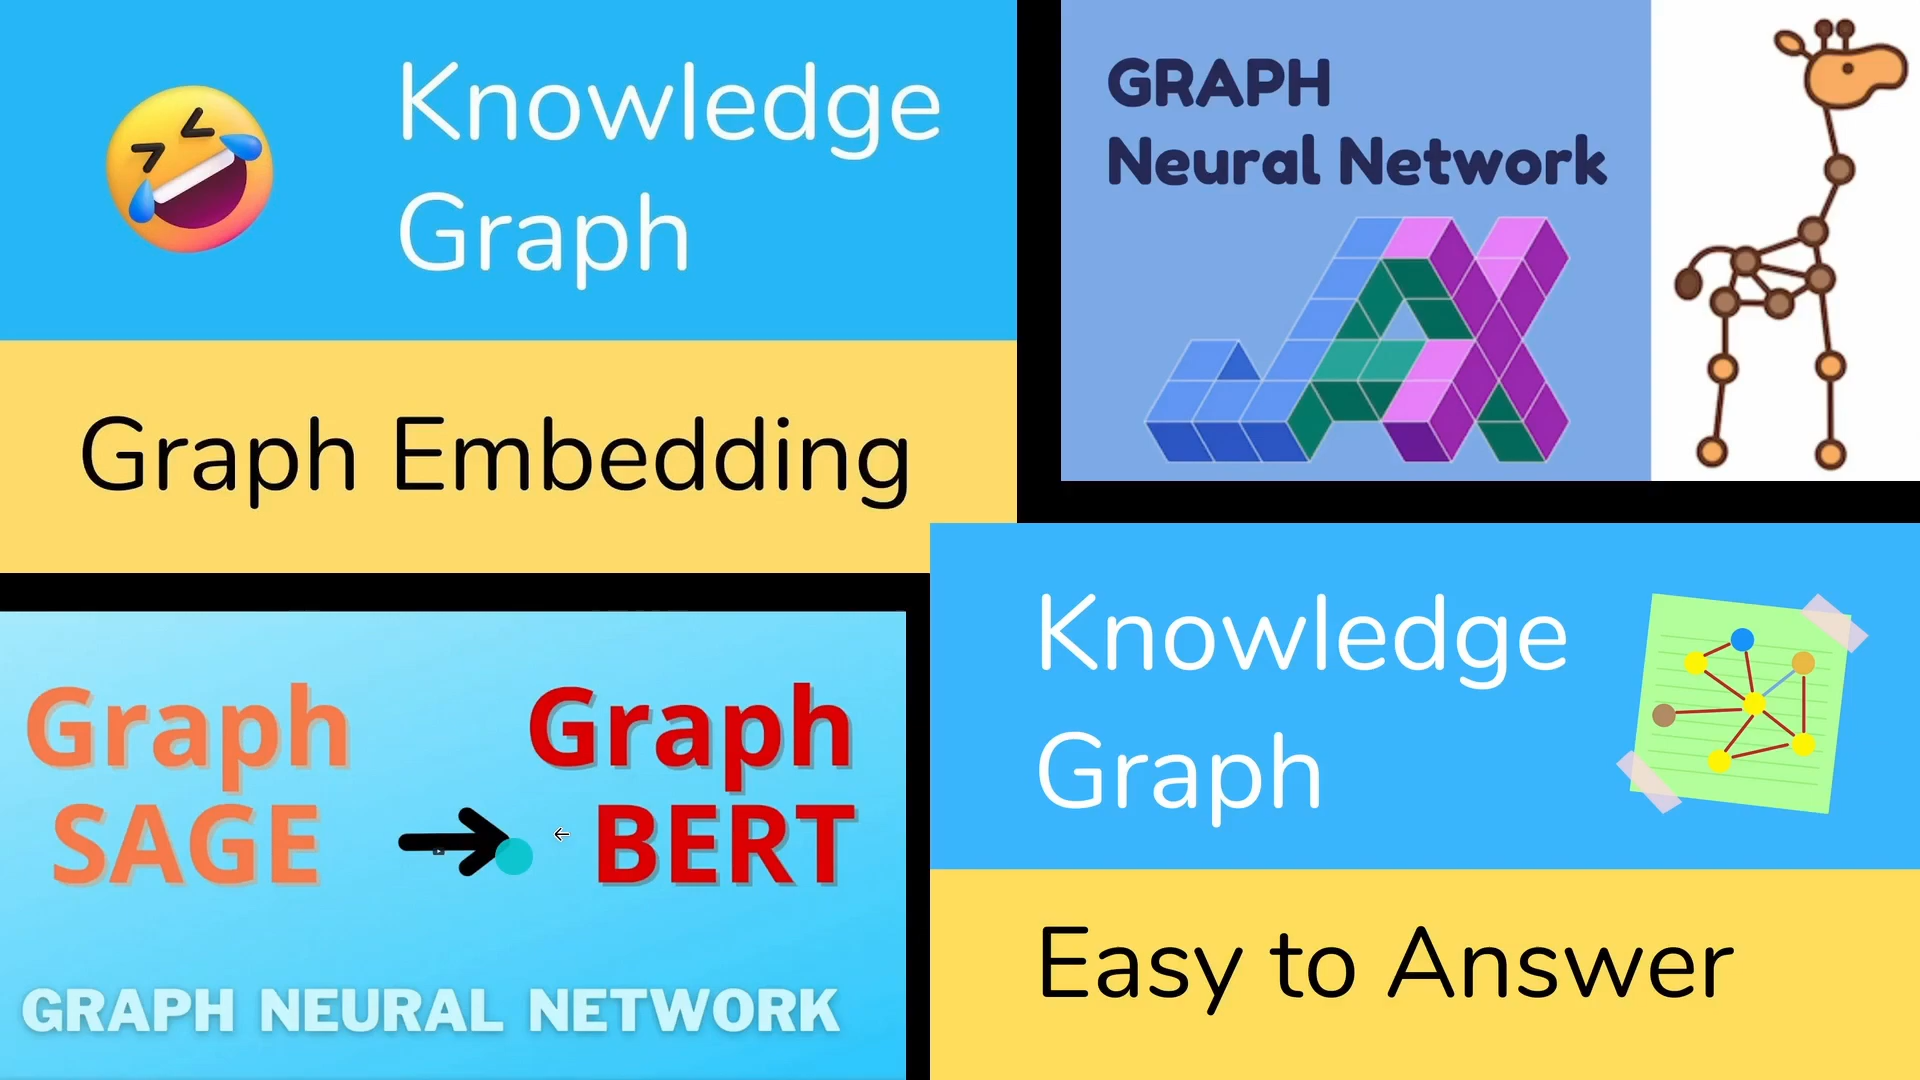 Knowledge
Graph
Graph Embedding
GRAPH
Neural Network
JAX
Graph
SAGE
Graph
BERT
GRAPH NEURAL NETWORK
Knowledge
Graph
Easy to Answer